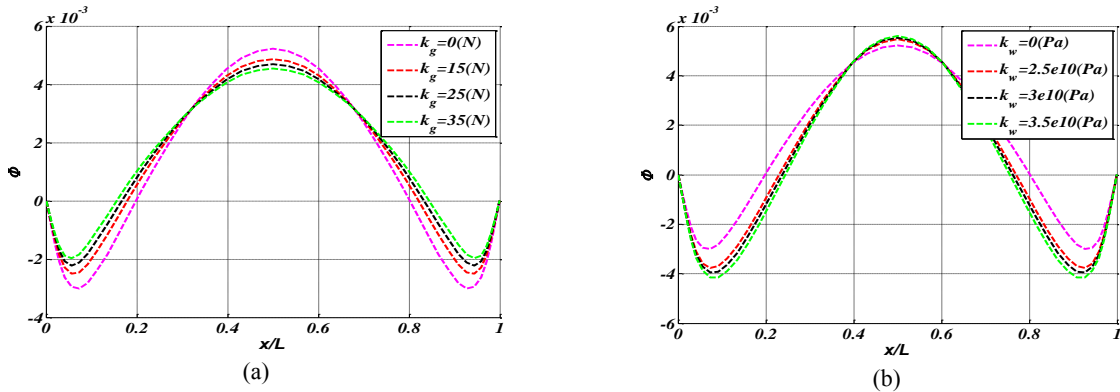 x 10⁻³
6
4
2
0
-2
-4
0
0.2
0.4
0.6
0.8
1
Φ
x/L
k_g=0(N)
k_g=15(N)
k_g=25(N)
k_g=35(N)
(a)
x 10⁻³
6
4
2
0
-2
-4
-6
0
0.2
0.4
0.6
0.8
1
Φ
x/L
k_w=0(Pa)
k_w=2.5e10(Pa)
k_w=3e10(Pa)
k_w=3.5e10(Pa)
(b)